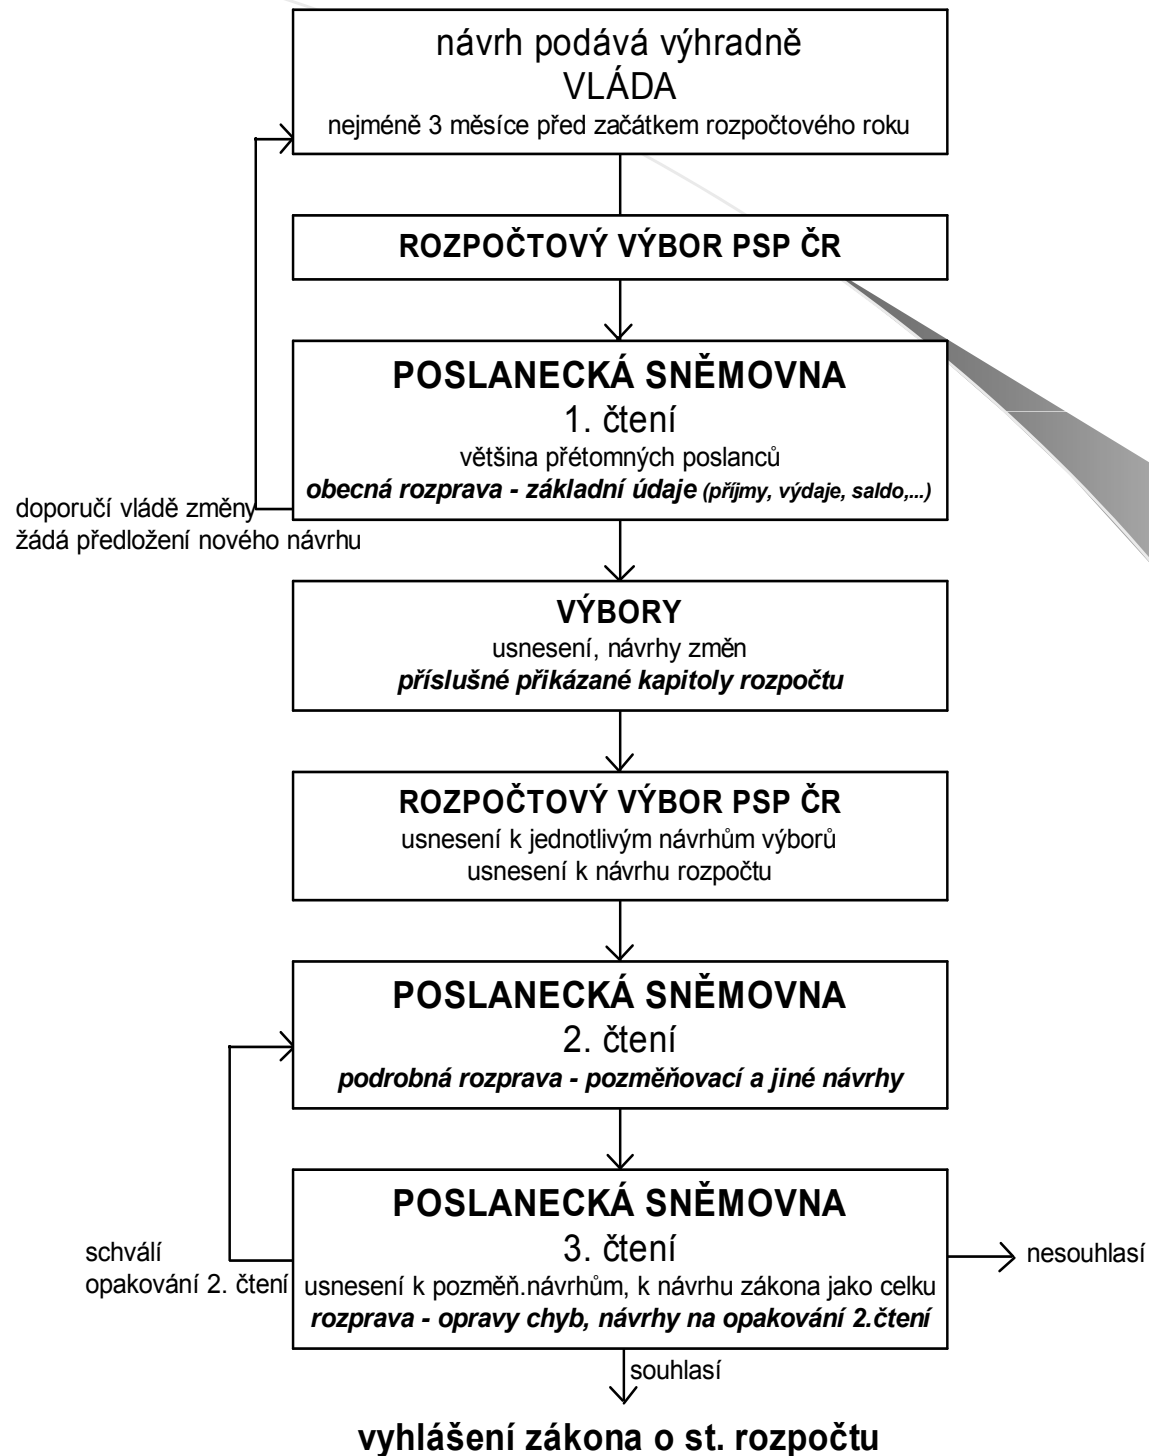 návrh podává výhradně
VLÁDA
nejméně 3 měsíce před začátkem rozpočtového roku
ROZPOČTOVÝ VÝBOR PSP ČR
POSLANECKÁ SNĚMOVNA
1. čtení
většina přétomných poslanců
obecná rozprava - základní údaje (příjmy, výdaje, saldo,...)
doporučí vládě změny
žádá předložení nového návrhu
VÝBORY
usnesení, návrhy změn
příslušné přikázané kapitoly rozpočtu
ROZPOČTOVÝ VÝBOR PSP ČR
usnesení k jednotlivým návrhům výborů
usnesení k návrhu rozpočtu
POSLANECKÁ SNĚMOVNA
2. čtení
podrobná rozprava - pozměňovací a jiné návrhy
POSLANECKÁ SNĚMOVNA
3. čtení
usnesení k pozměň.návrhům, k návrhu zákona jako celku
rozprava - opravy chyb, návrhy na opakování 2.čtení
schválí
opakování 2. čtení
nesouhlasí
souhlasí
vyhlášení zákona o st. rozpočtu